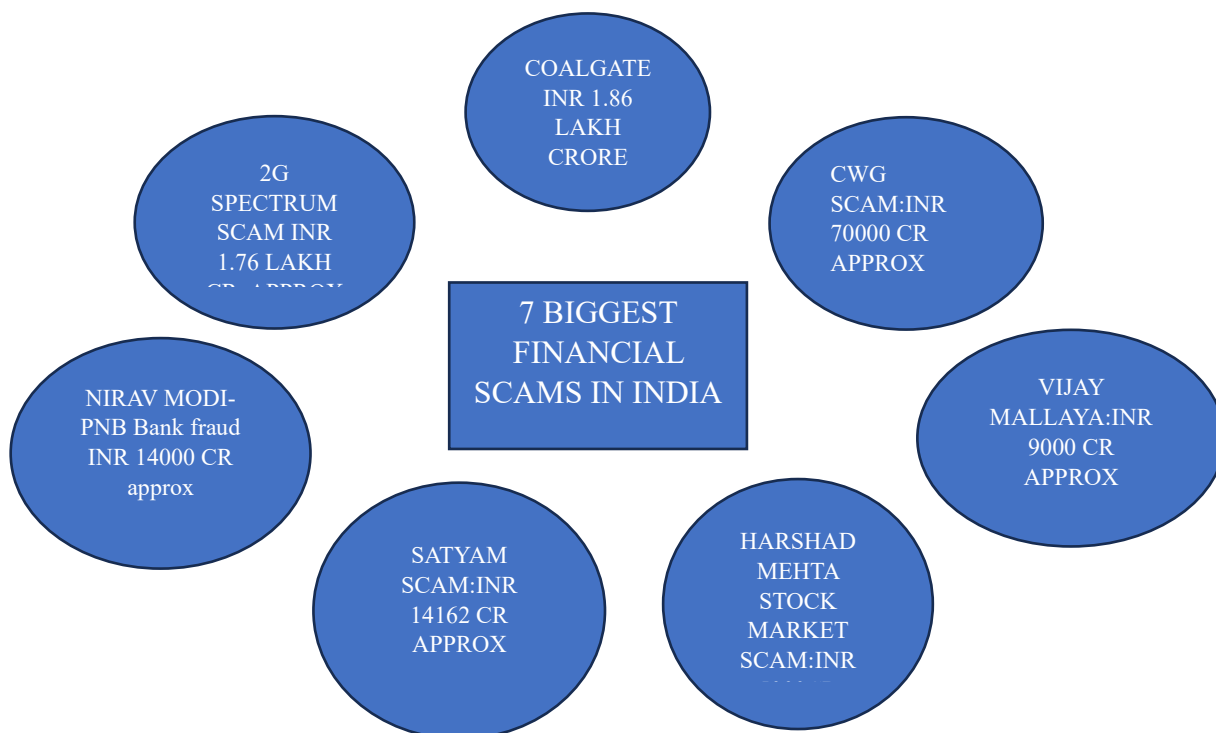 COALGATE
INR 1.86
LAKH
CRORE
2G
SPECTRUM
SCAM INR
1.76 LAKH
CWG
SCAM:INR
70000 CR
APPROX
7 BIGGEST
FINANCIAL
SCAMS IN INDIA
NIRAV MODI-
PNB Bank fraud
INR 14000 CR
approx
VIJAY
MALLAYA:INR
9000 CR
APPROX
SATYAM
SCAM:INR
14162 CR
APPROX
HARSHAD
MEHTA
STOCK
MARKET
SCAM:INR